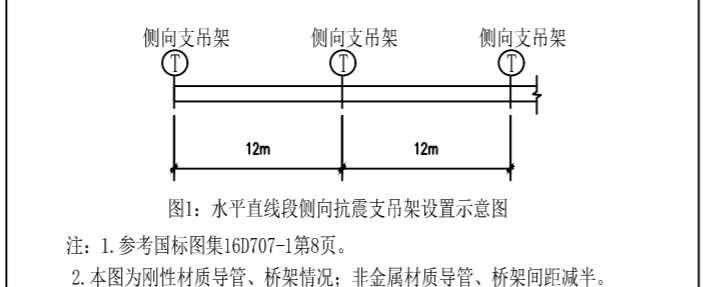 侧向支吊架 侧向支吊架 侧向支吊架
T T T
12m 12m
图1：水平直线段侧向抗震支吊架设置示意图
注：1.参考国标图集16D707-1第8页。
2.本图为刚性材质导管、桥架情况；非金属材质导管、桥架间距减半。